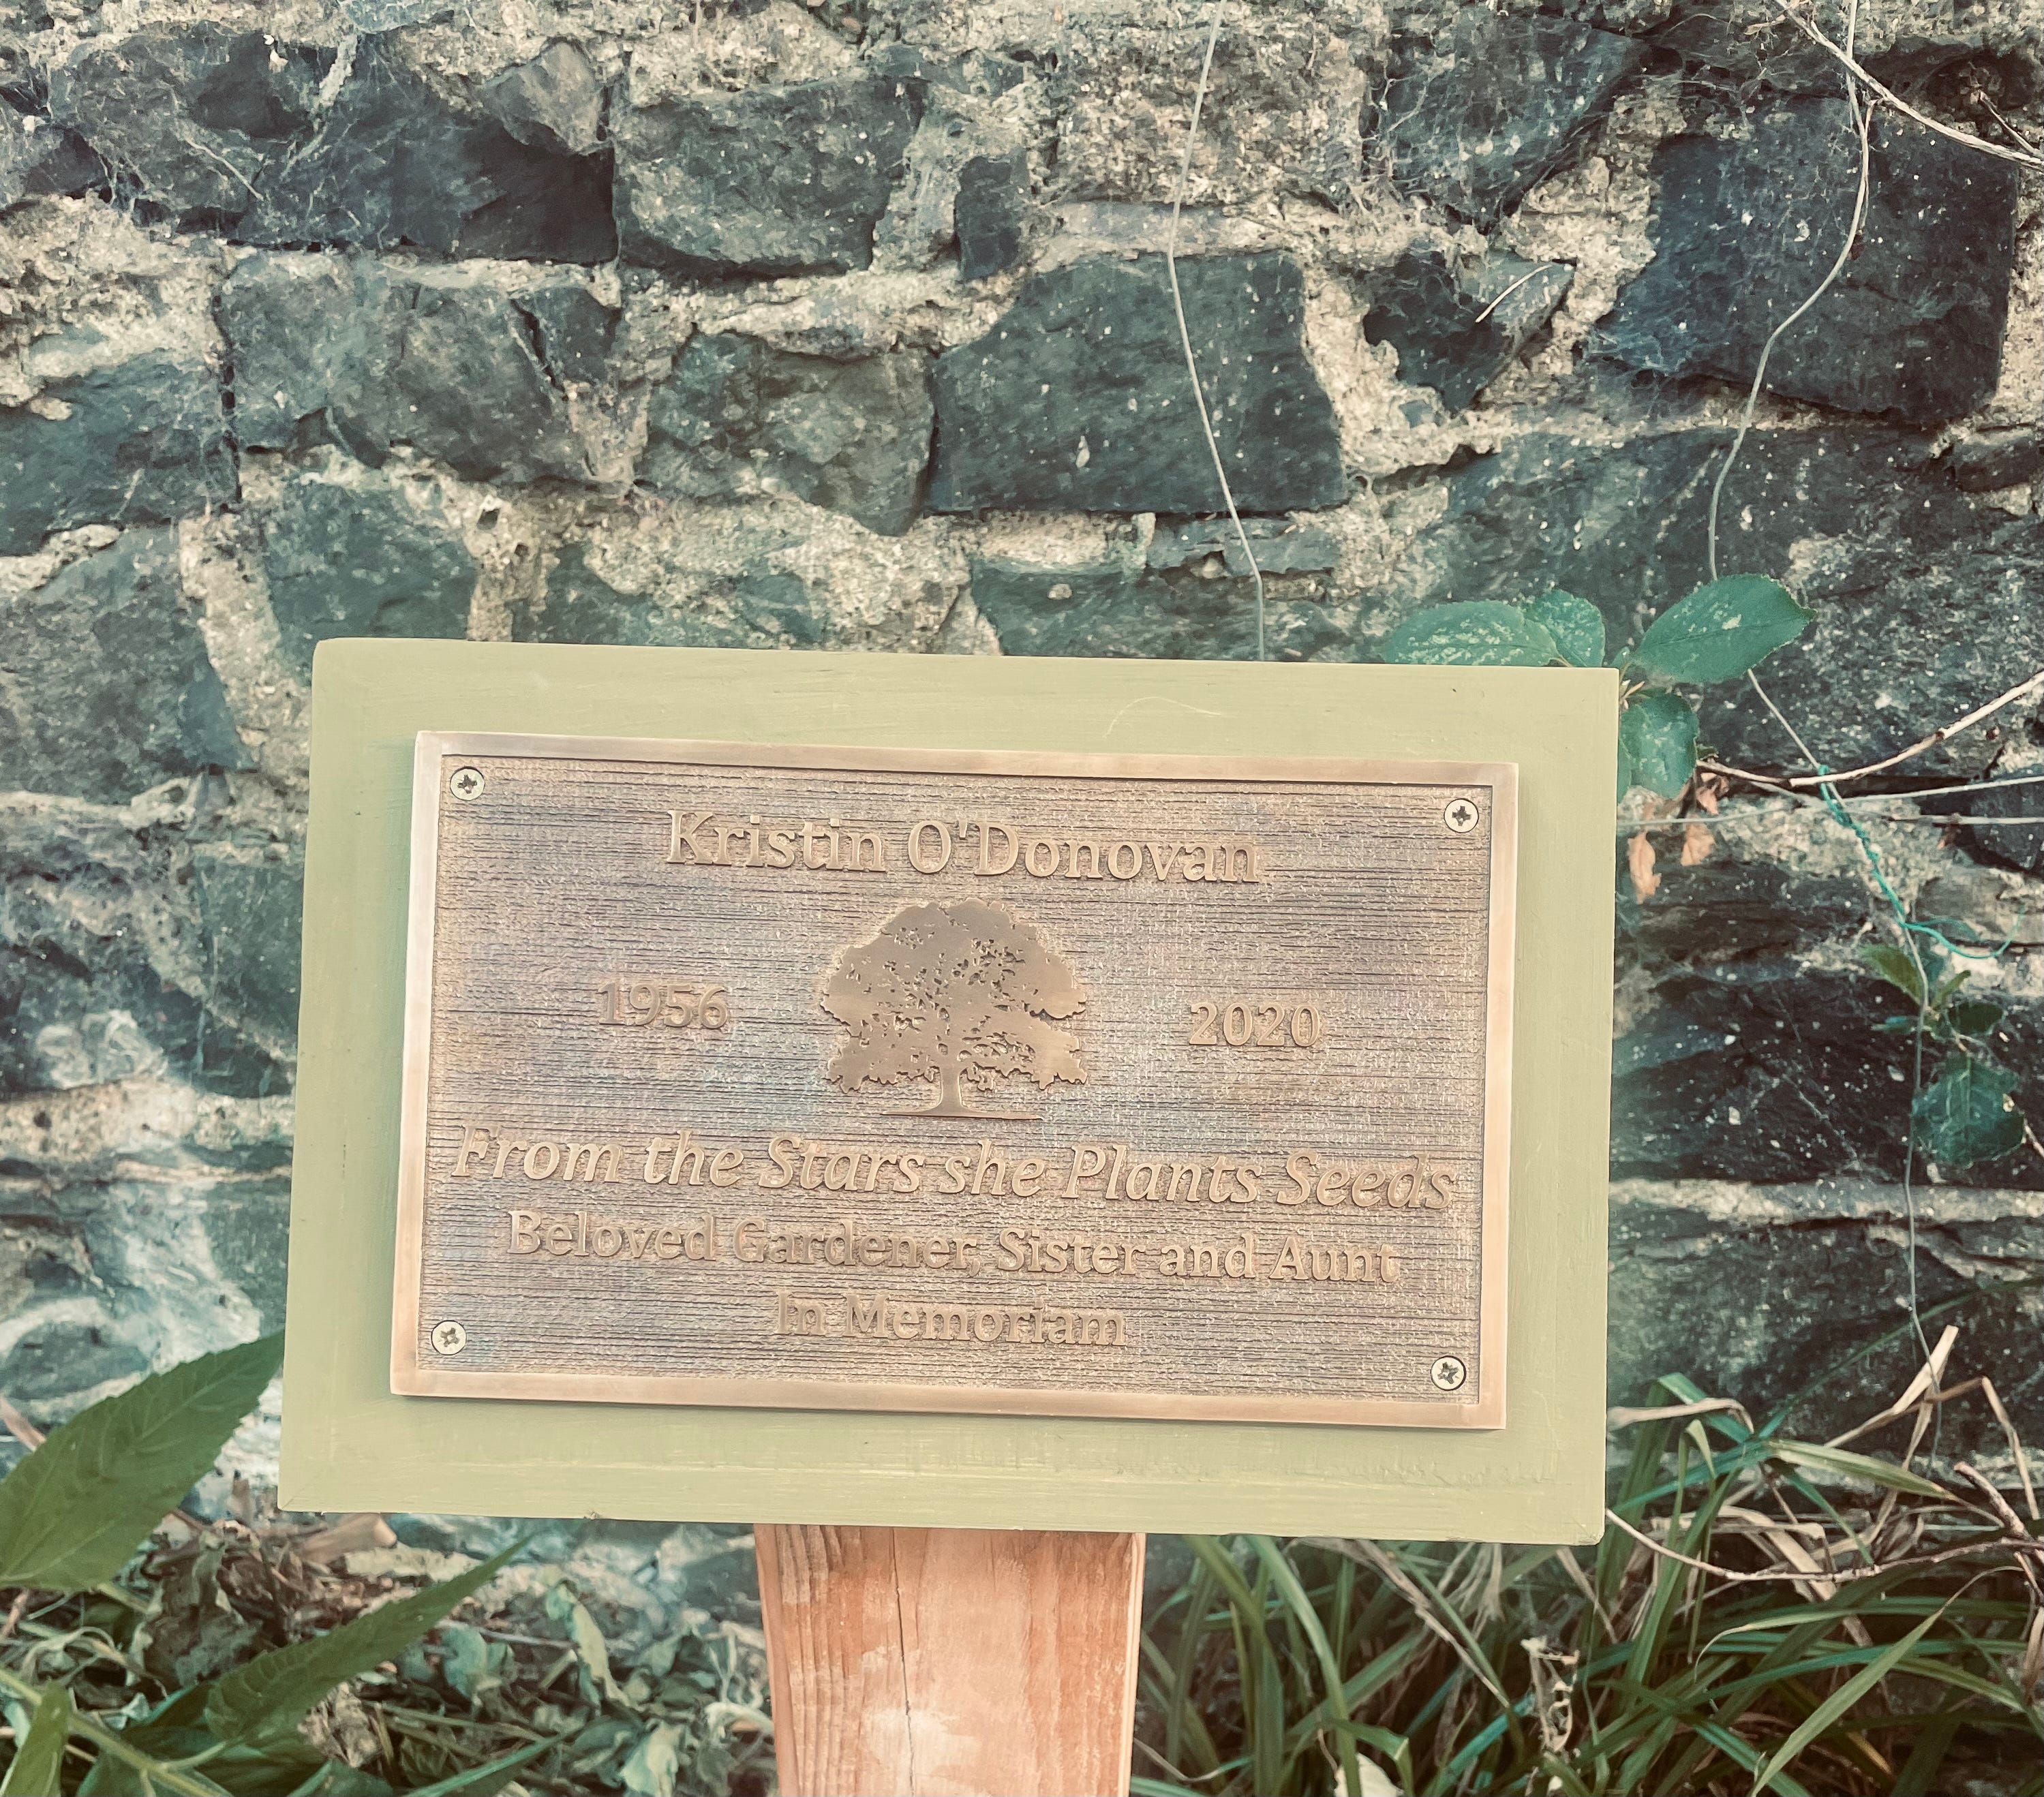 Kristin O'Donovan
1956 2020
From the Stars she Plants Seeds
Beloved Gardener, Sister and Aunt
In Memoriam